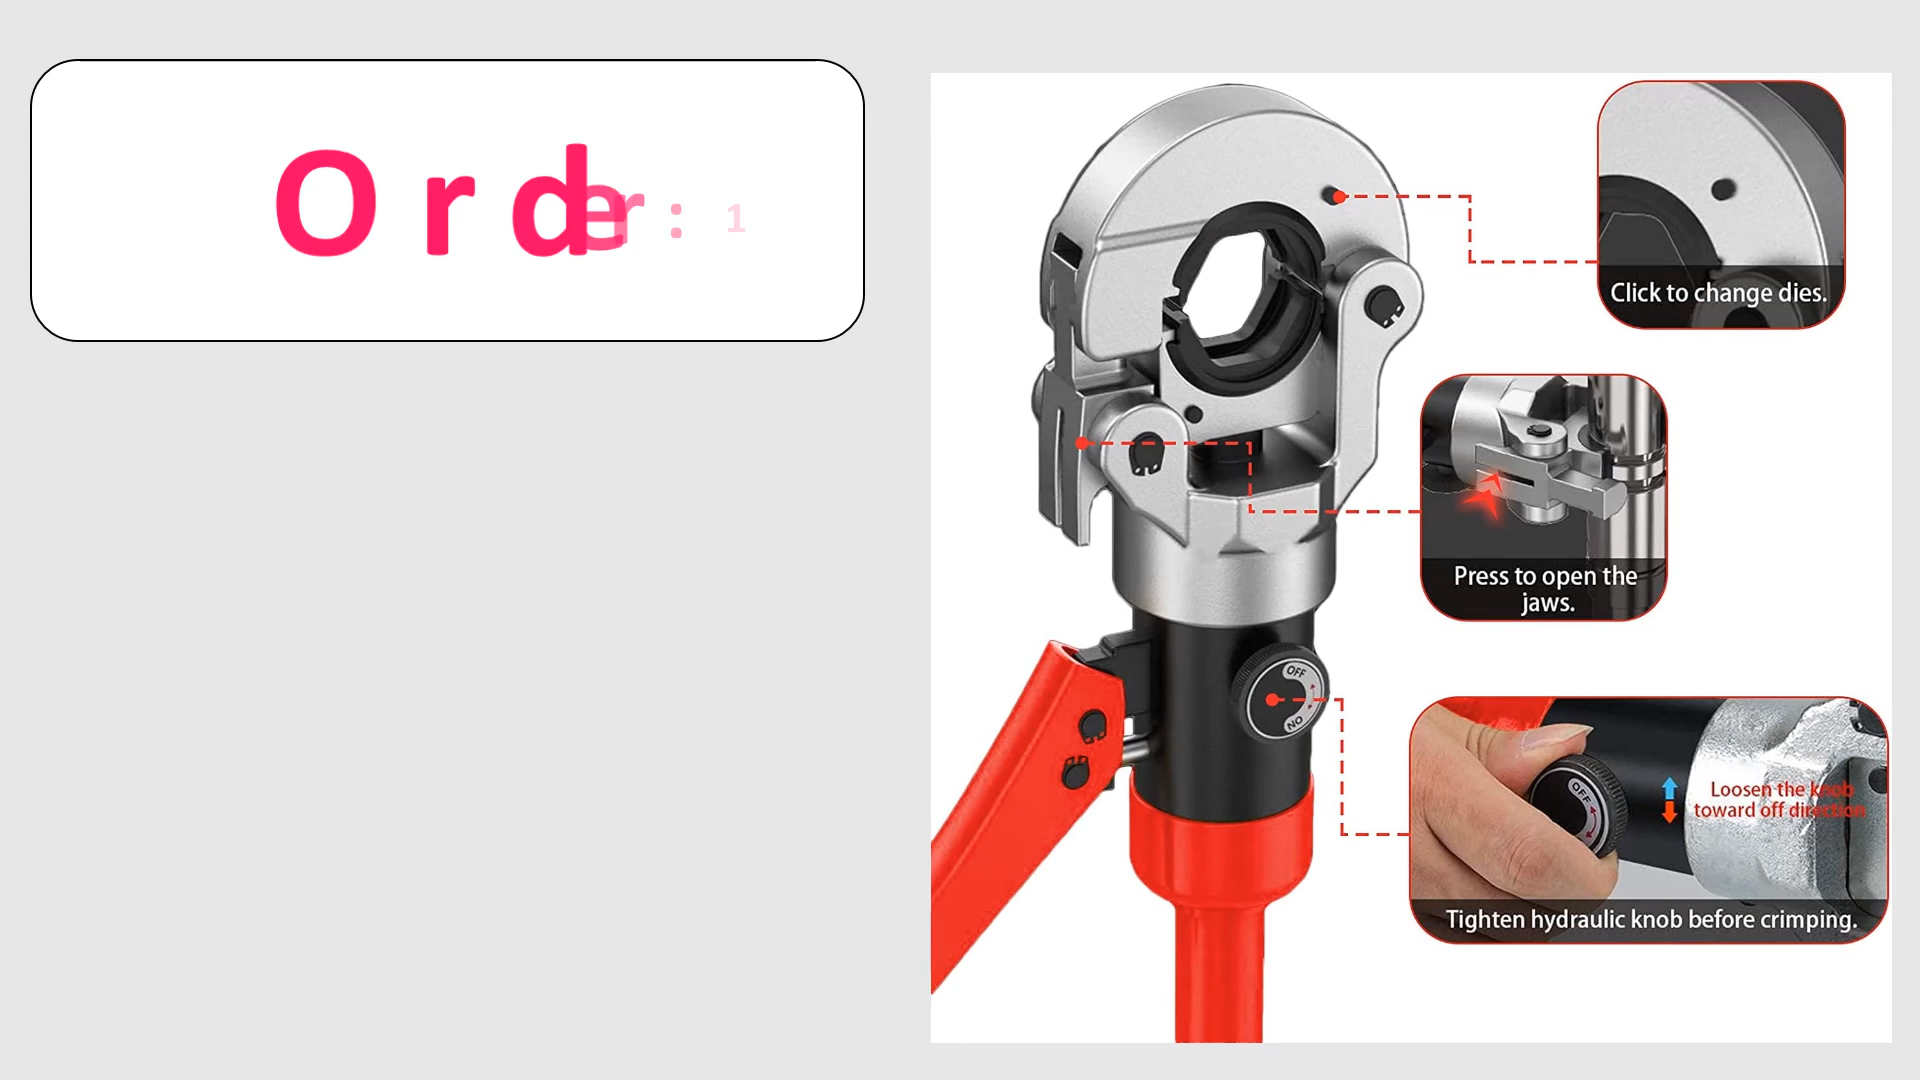 Order: 1
Click to change dies.
Press to open the
jaws.
OFF
NO
OFF
Loosen the knob
toward off direction
Tighten hydraulic knob before crimping.